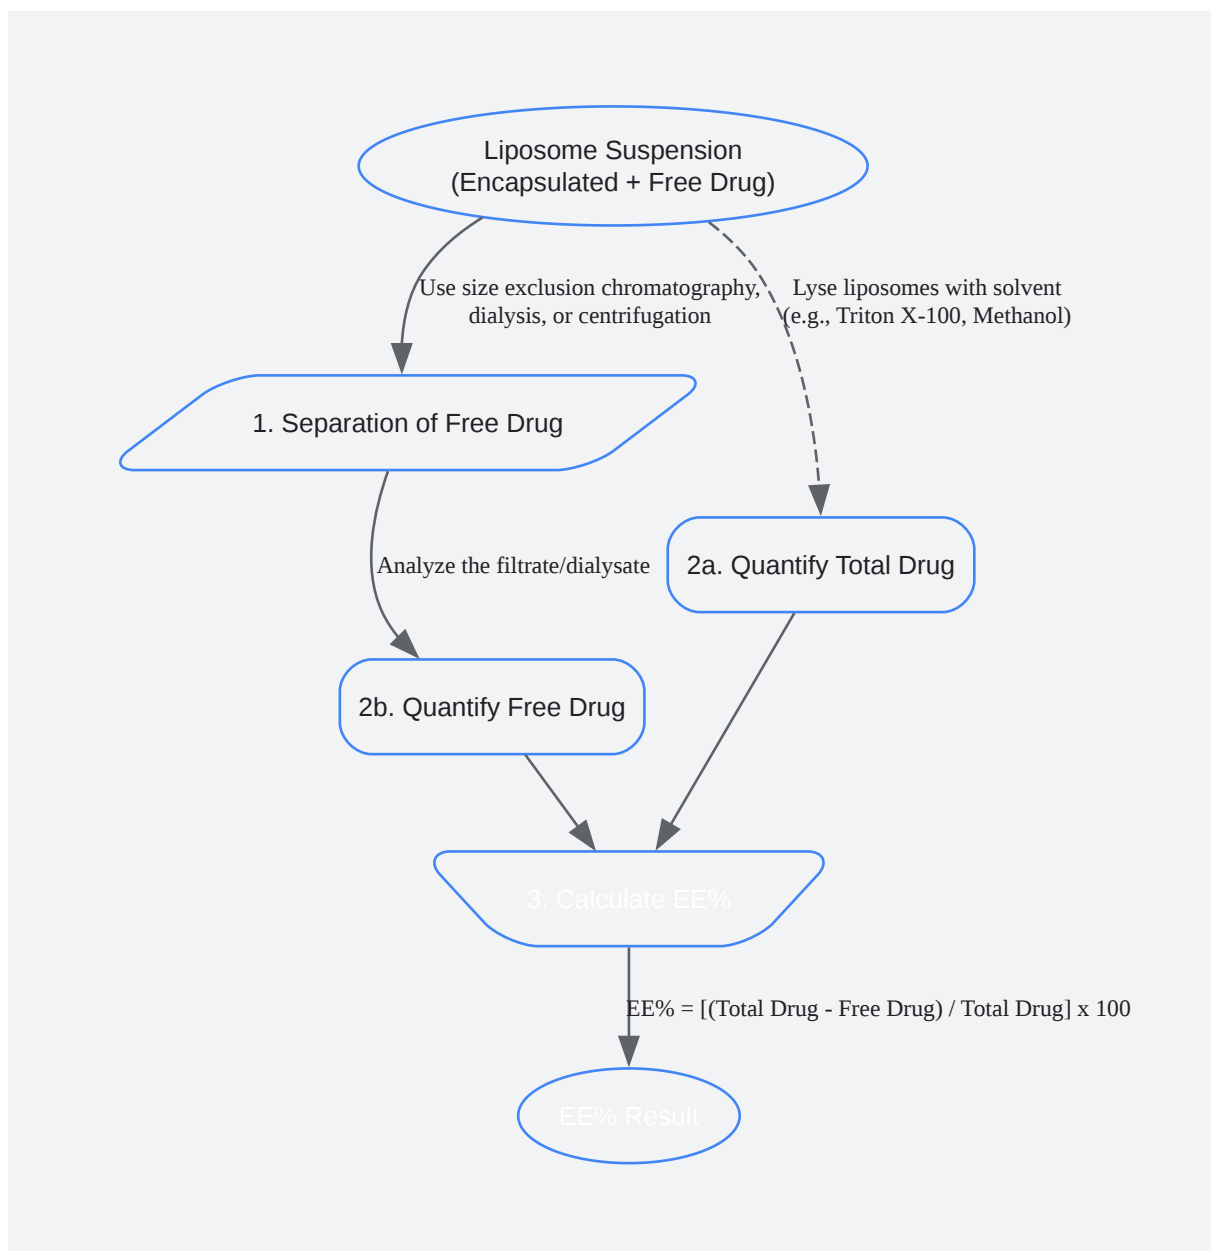 Liposome Suspension
(Encapsulated + Free Drug)
Use size exclusion chromatography,
dialysis, or centrifugation
Lyse liposomes with solvent
(e.g., Triton X-100, Methanol)
1. Separation of Free Drug
Analyze the filtrate/dialysate
2a. Quantify Total Drug
2b. Quantify Free Drug
3. Calculate EE%
EE% = [(Total Drug - Free Drug) / Total Drug] x 100
EE% Result